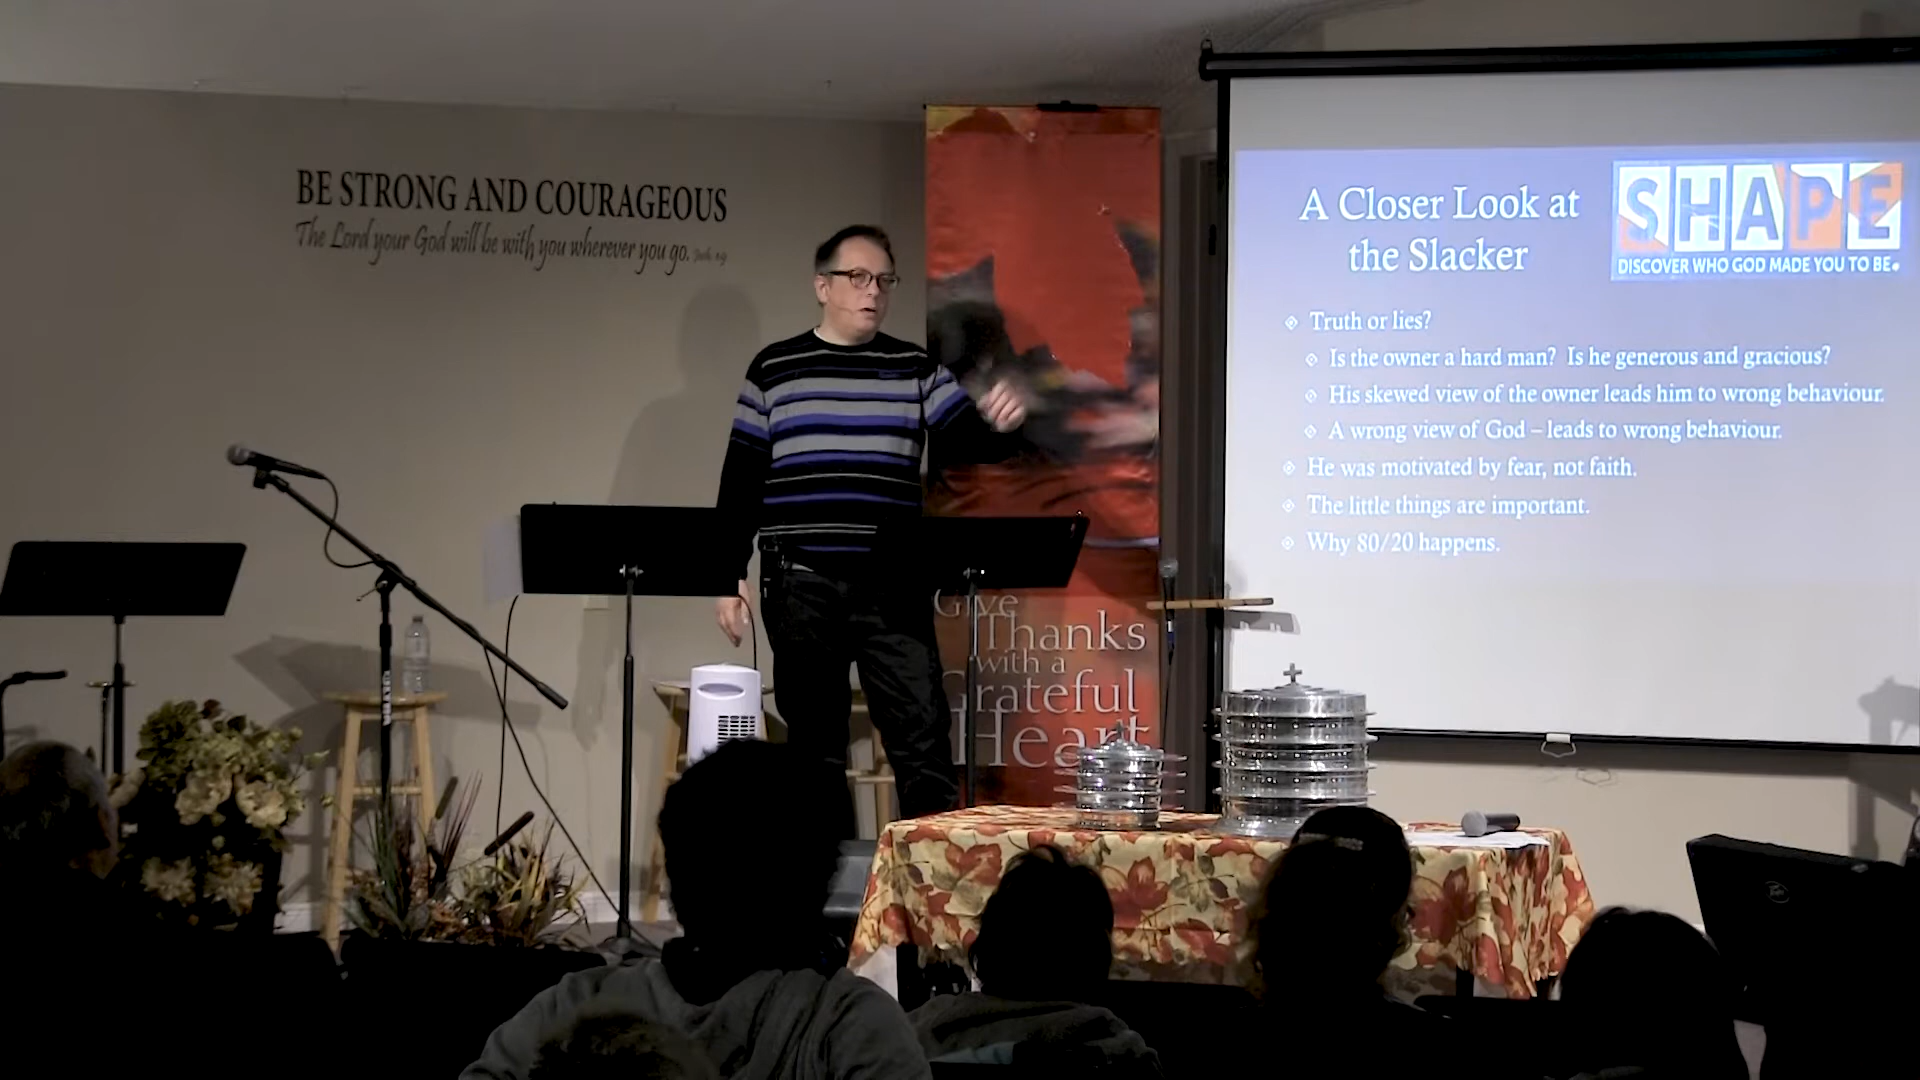 BE STRONG AND COURAGEOUS
The Lord your God will be with you wherever you go.
Give
Thanks
with a
Grateful
Heart
A Closer Look at
the Slacker
SHAPE
DISCOVER WHO GOD MADE YOU TO BE.
Truth or lies?
Is the owner a hard man? Is he generous and gracious?
His skewed view of the owner leads him to wrong behaviour.
A wrong view of God – leads to wrong behaviour.
He was motivated by fear, not faith.
The little things are important.
Why 80/20 happens.